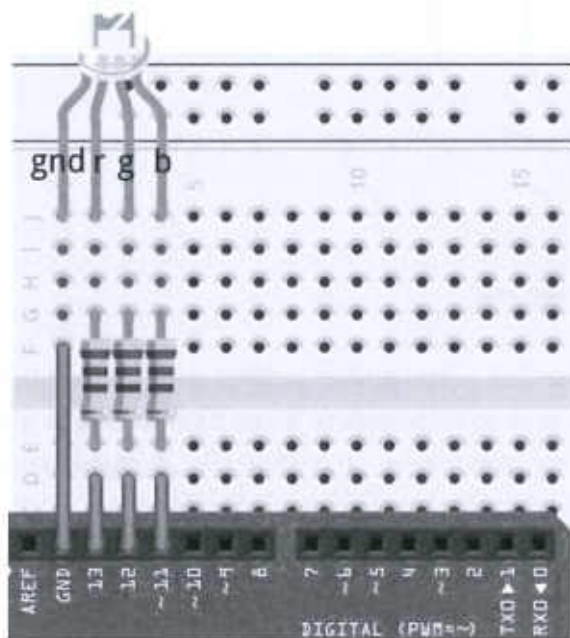 gnd r g b
5 10 15
J
I
H
G
F
E
D
AREF GND 13 12 ~11 ~10 ~9 8 7 ~6 ~5 4 ~3 2 TX0▶1 RX0◀0
DIGITAL (PWM=~)